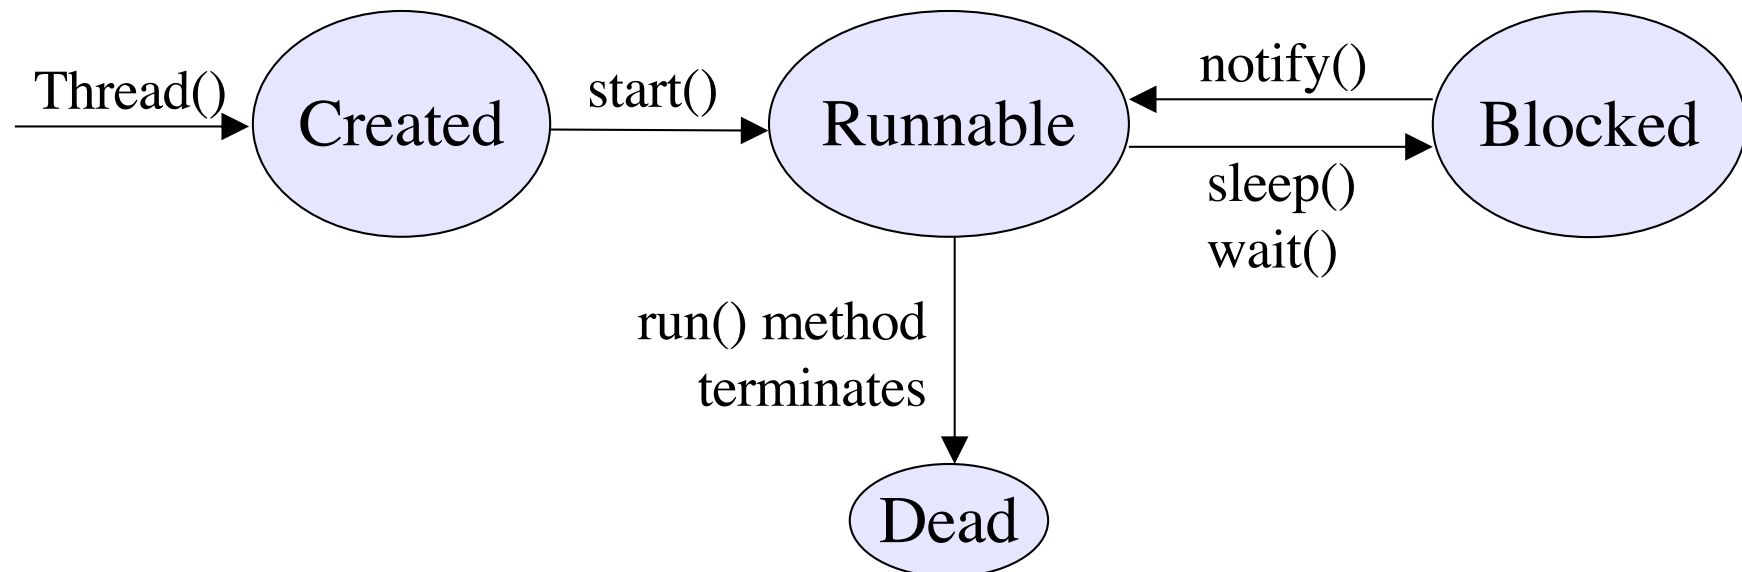 Thread()
Created
start()
Runnable
notify()
sleep()
wait()
Blocked
run() method
terminates
Dead